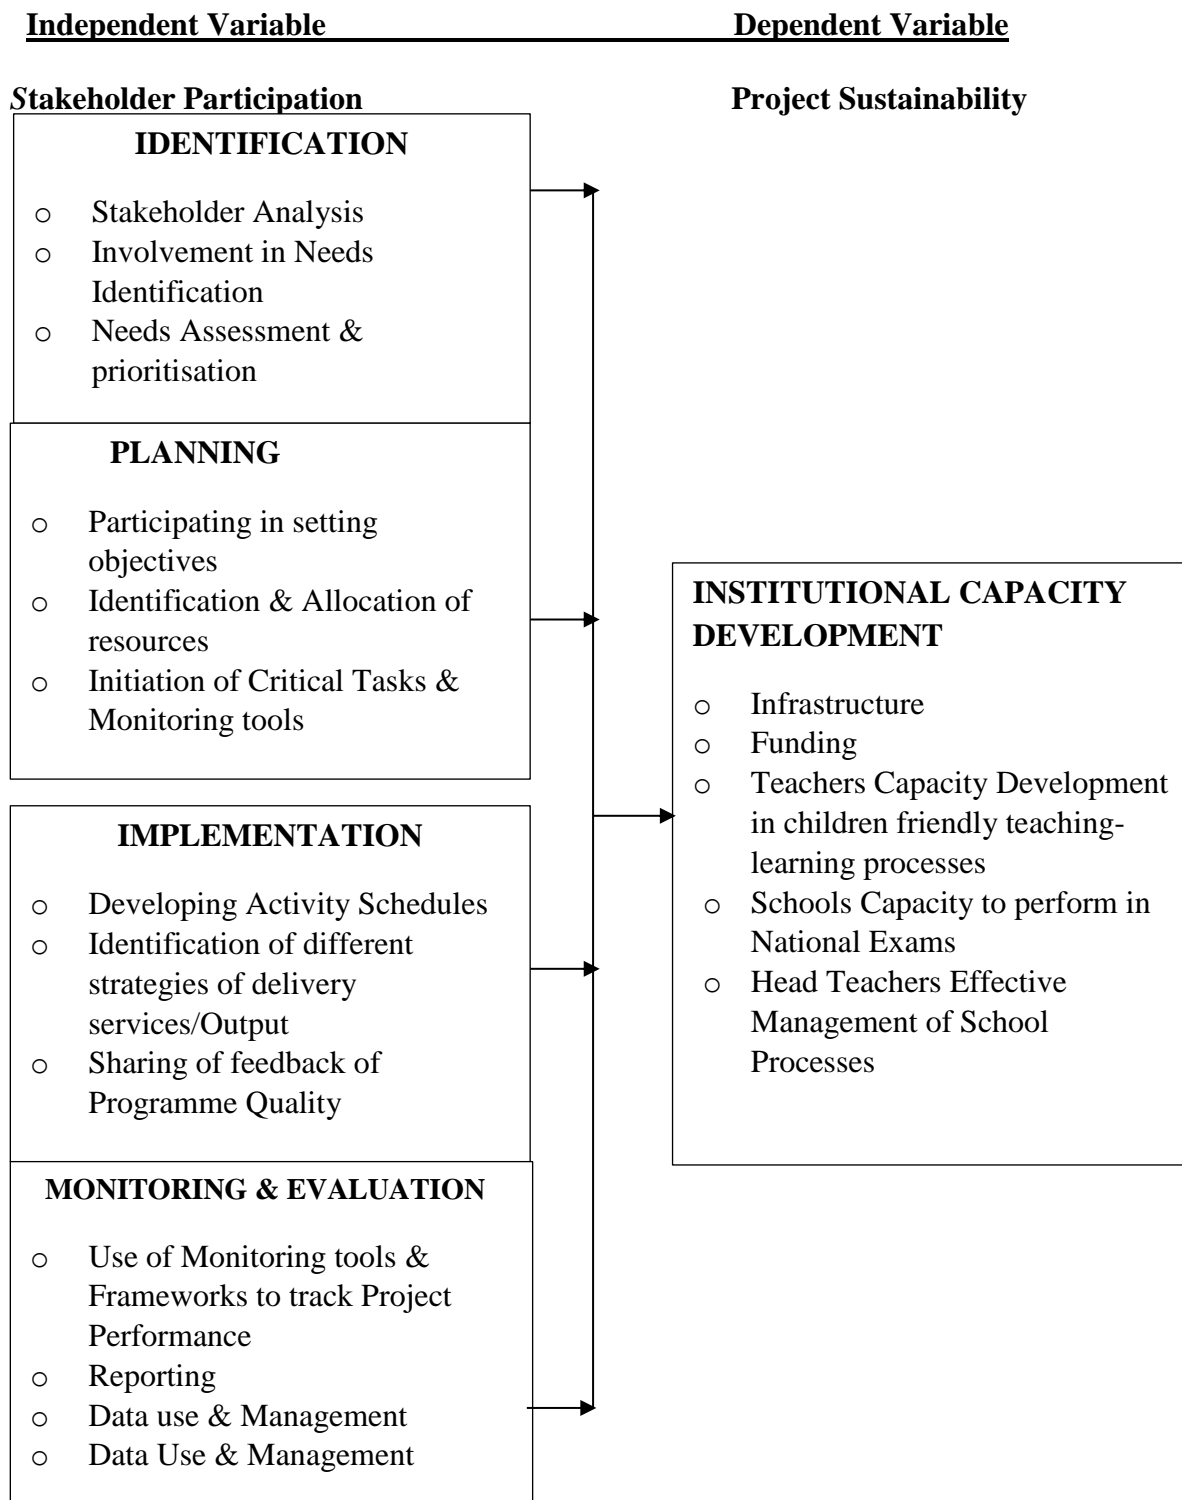 Independent Variable Dependent Variable
Stakeholder Participation Project Sustainability
IDENTIFICATION
o Stakeholder Analysis
o Involvement in Needs
Identification
o Needs Assessment &
prioritisation
PLANNING
o Participating in setting
objectives
o Identification & Allocation of
resources
o Initiation of Critical Tasks &
Monitoring tools
IMPLEMENTATION
o Developing Activity Schedules
o Identification of different
strategies of delivery
services/Output
o Sharing of feedback of
Programme Quality
MONITORING & EVALUATION
o Use of Monitoring tools &
Frameworks to track Project
Performance
o Reporting
o Data use & Management
o Data Use & Management
INSTITUTIONAL CAPACITY
DEVELOPMENT
o Infrastructure
o Funding
o Teachers Capacity Development
in children friendly teaching-
learning processes
o Schools Capacity to perform in
National Exams
o Head Teachers Effective
Management of School
Processes